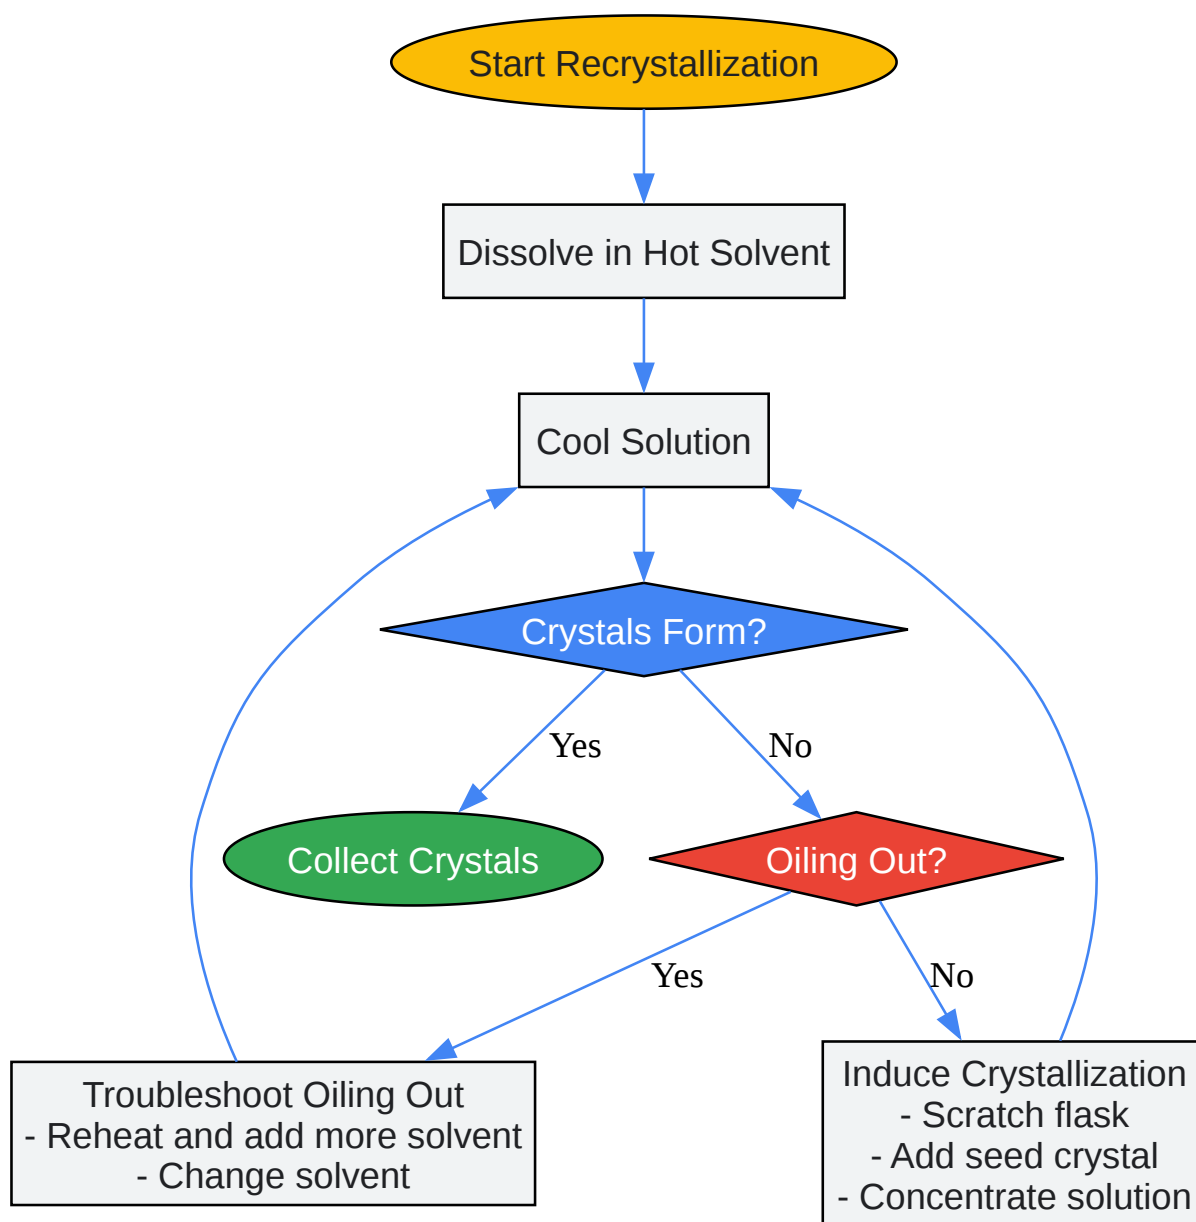 Start Recrystallization
Dissolve in Hot Solvent
Cool Solution
Crystals Form?
Yes
No
Collect Crystals
Oiling Out?
Yes
No
Troubleshoot Oiling Out
- Reheat and add more solvent
- Change solvent
Induce Crystallization
- Scratch flask
- Add seed crystal
- Concentrate solution